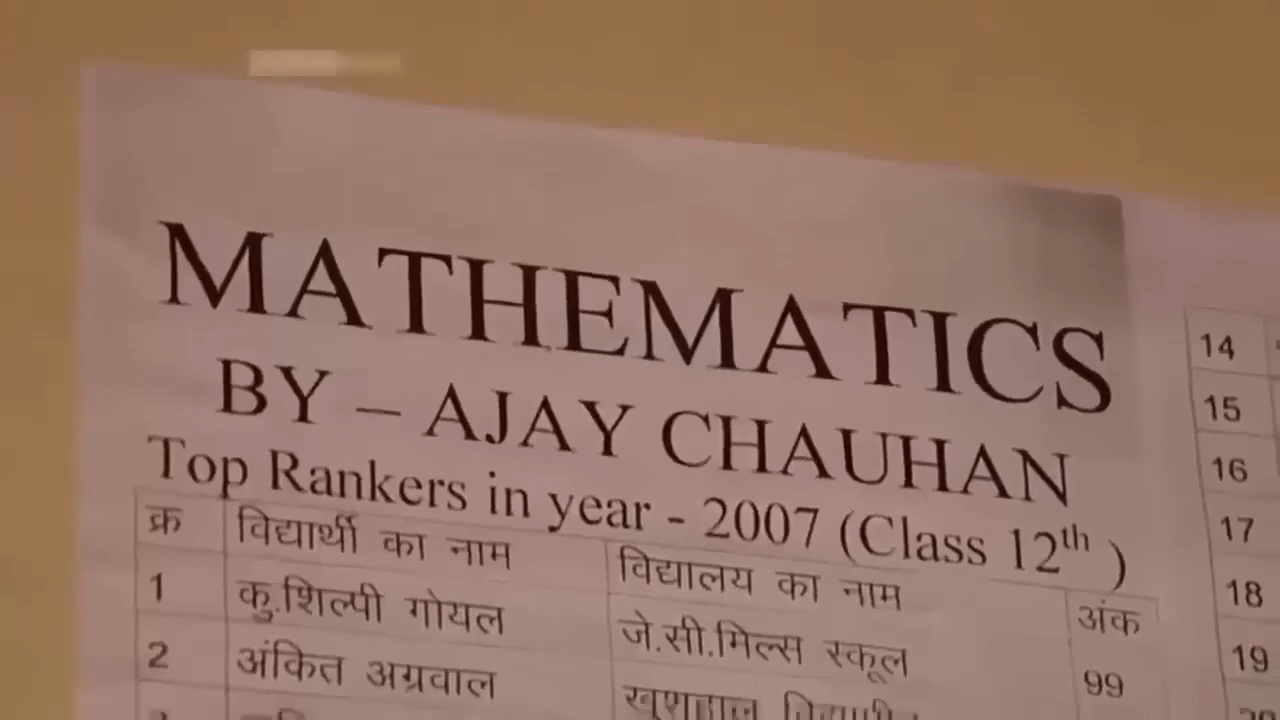 MATHEMATICS
BY – AJAY CHAUHAN
Top Rankers in year - 2007 (Class 12th )
क्र विद्यार्थी का नाम विद्यालय का नाम अंक
1 कु.शिल्पी गोयल जे.सी.मिल्स स्कूल 99
2 अंकित अग्रवाल
14
15
16
17
18
19